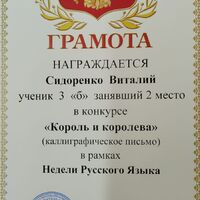 ГРАМОТА
НАГРАЖДАЕТСЯ
Сидоренко Виталий
ученик 3 «б» занявший 2 место
в конкурсе
«Король и королева»
(каллиграфическое письмо)
в рамках
Недели Русского Языка